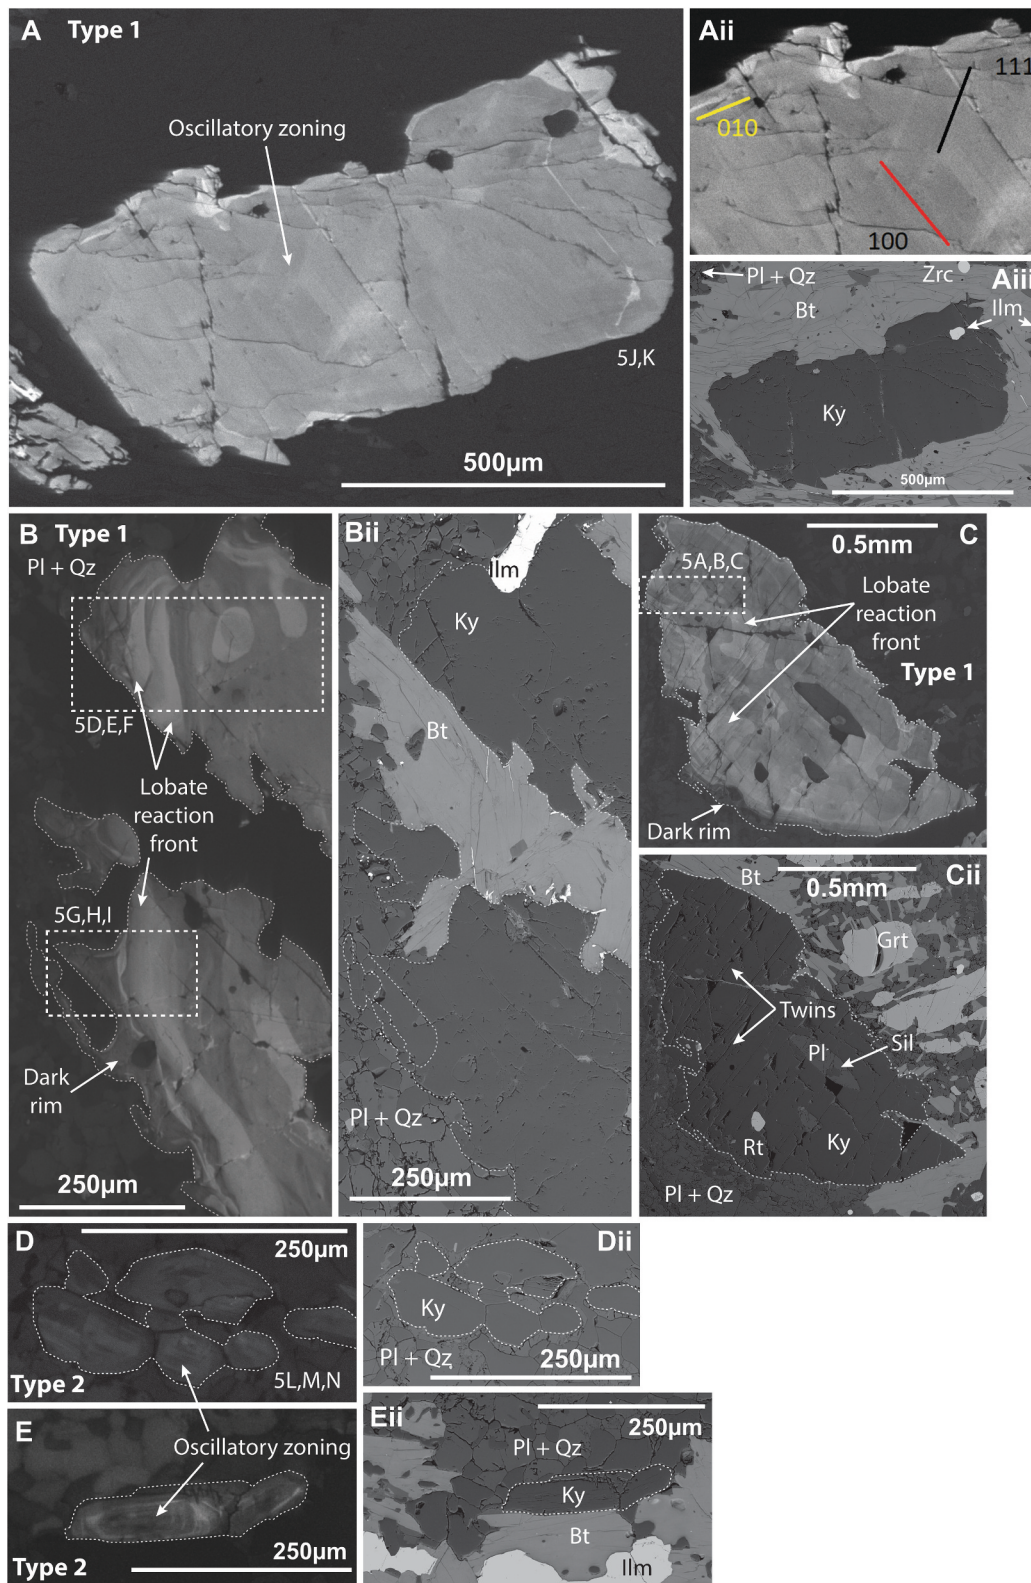 A Type 1
Oscillatory zoning
5J,K
500µm
Aii
111
010
100
Aiii
Pl + Qz
Zrc
Bt
Ilm
Ky
500µm
B Type 1
Pl + Qz
5D,E,F
Lobate
reaction
front
5G,H,I
Dark
rim
250µm
Bii
Ilm
Ky
Bt
Pl + Qz
250µm
C
0.5mm
5A,B,C
Lobate
reaction
front
Type 1
Dark rim
Cii
Bt
0.5mm
Grt
Twins
Pl
Sil
Rt
Ky
Pl + Qz
D
250µm
Type 2
5L,M,N
Dii
Ky
Pl + Qz
250µm
E
Oscillatory zoning
Type 2
250µm
Eii
250µm
Pl + Qz
Ky
Bt
Ilm